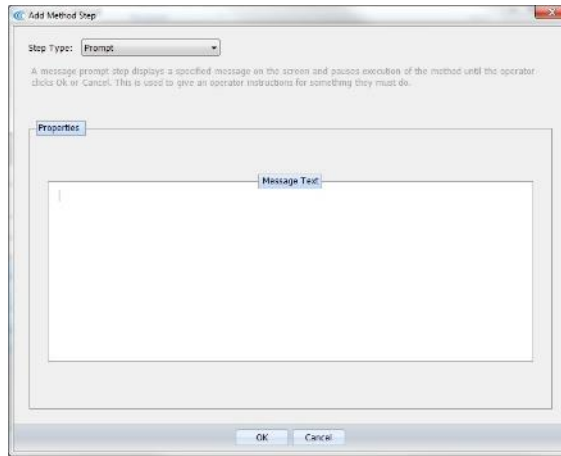 Add Method Step
Step Type: Prompt
A message prompt step displays a specified message on the screen and pauses execution of the method until the operator
clicks Ok or Cancel. This is used to give an operator instructions for something they must do.
Properties
Message Text
OK Cancel